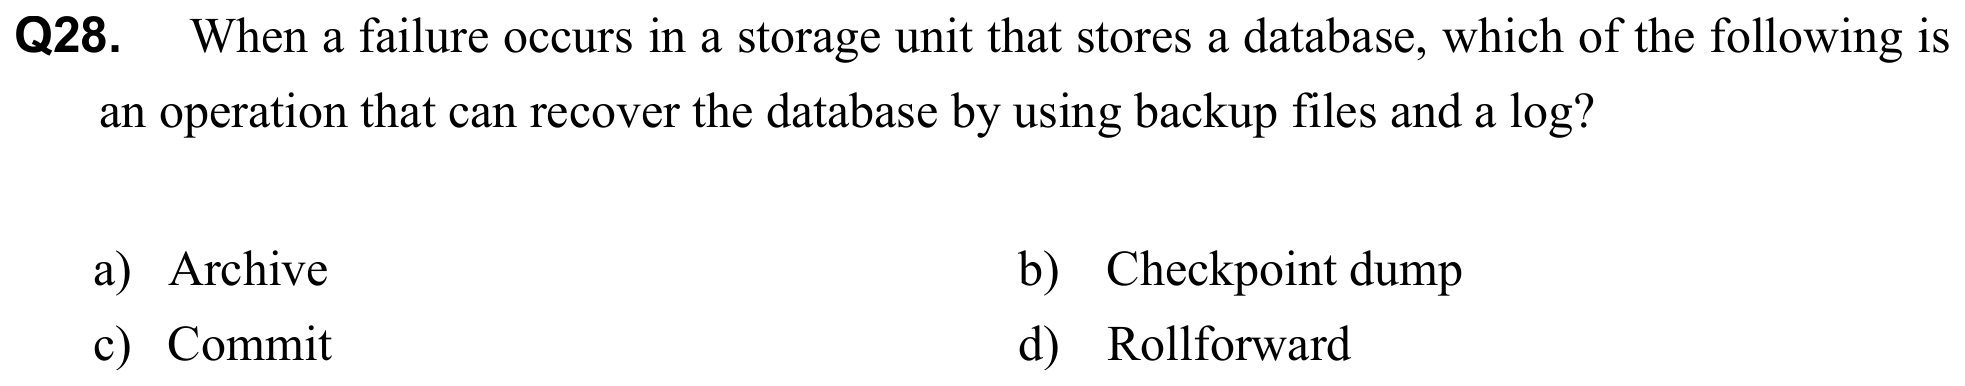 Q28. When a failure occurs in a storage unit that stores a database, which of the following is
an operation that can recover the database by using backup files and a log?
a) Archive b) Checkpoint dump
c) Commit d) Rollforward